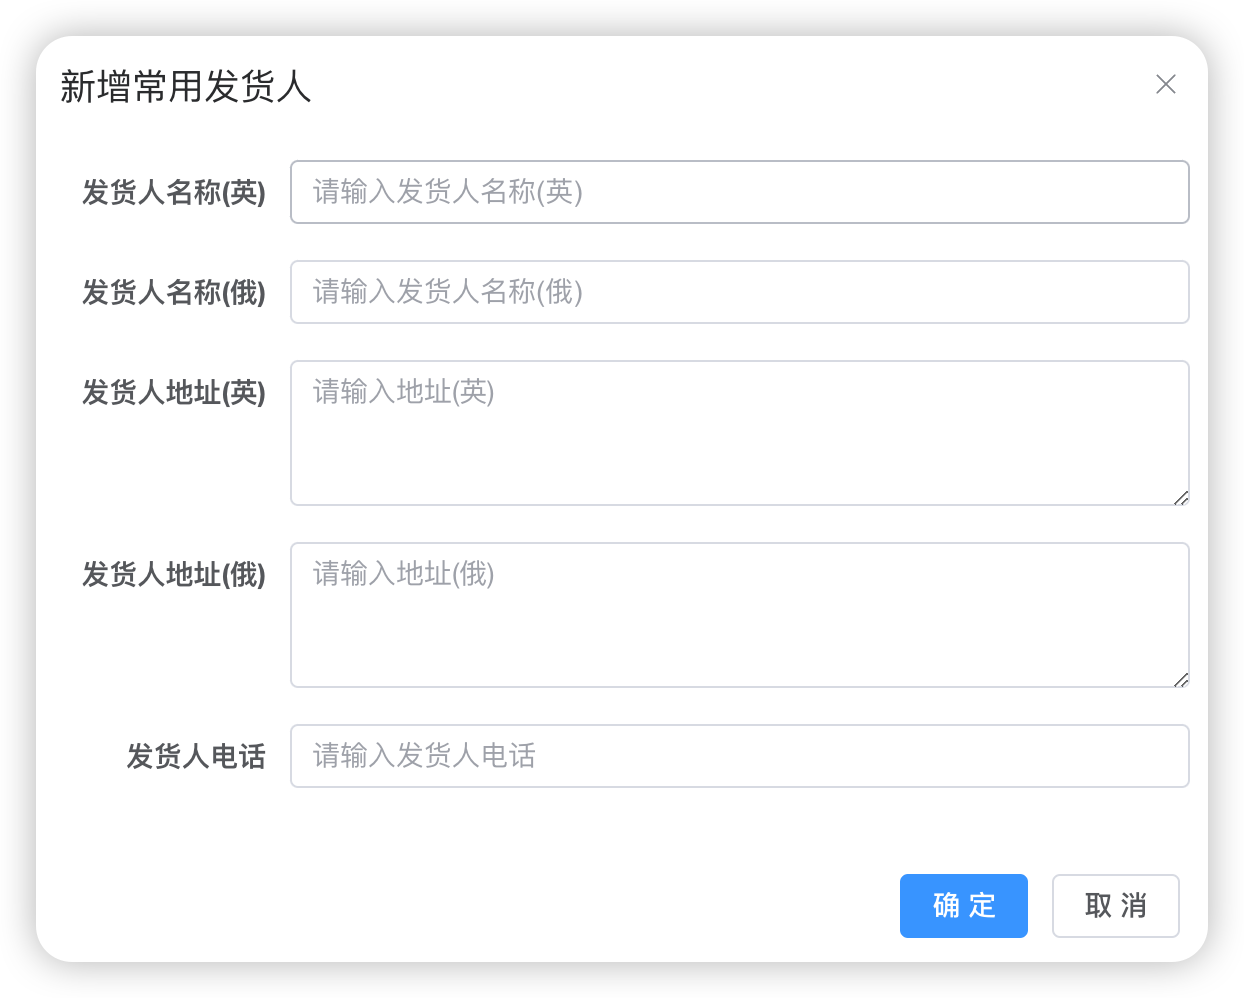 新增常用发货人
发货人名称(英) 请输入发货人名称(英)
发货人名称(俄) 请输入发货人名称(俄)
发货人地址(英) 请输入地址(英)
发货人地址(俄) 请输入地址(俄)
发货人电话 请输入发货人电话
确 定 取 消